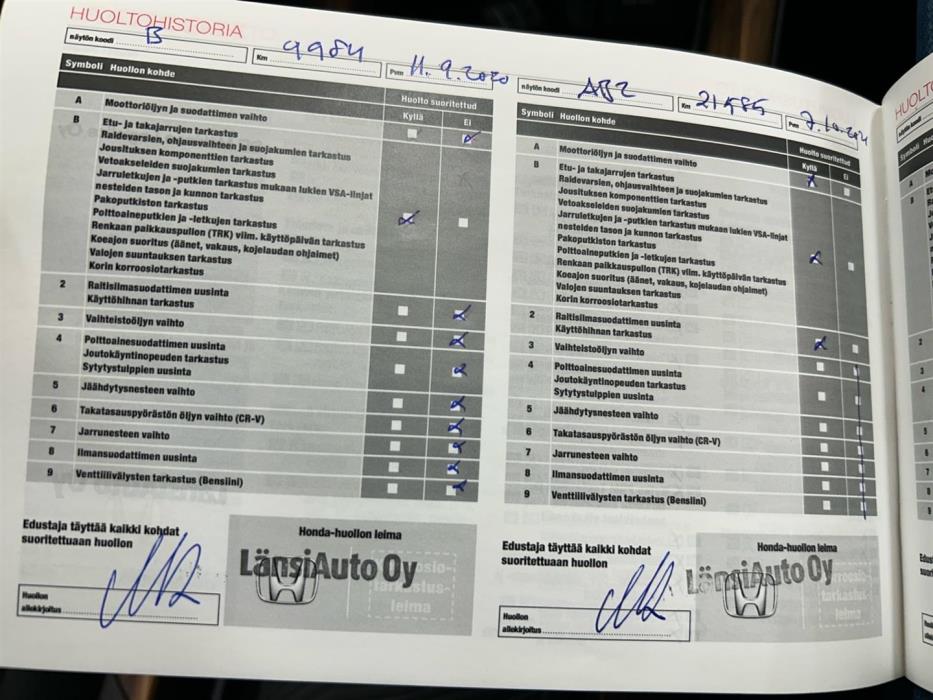 HUOLTOHISTORIA
näytön koodi B Km 9984 Pvm 11.9.2020
Symboli Huollon kohde Huolto suoritettud
Kyllä Ei
A Moottoriöljyn ja suodattimen vaihto
B Etu- ja takajarrujen tarkastus
Raidevarsien, ohjausvaihteen ja suojakumien tarkastus
Jousituksen komponenttien tarkastus
Vetoakseleiden suojakumien tarkastus
Jarruletkujen ja -putkien tarkastus mukaan lukien VSA-linjat
nesteiden tason ja kunnon tarkastus
Pakoputkiston tarkastus
Polttoaineputkien ja -letkujen tarkastus
Renkaan paikkauspullon (TRK) viim. käyttöpäivän tarkastus
Koeajon suoritus (äänet, vakaus, kojelaudan ohjaimet)
Valojen suuntauksen tarkastus
Korin korroosiotarkastus
2 Raitisilmasuodattimen uusinta
Käyttöhihnan tarkastus
3 Vaihteistoöljyn vaihto
4 Polttoainesuodattimen uusinta
Joutokäyntinopeuden tarkastus
Sytytystulppien uusinta
5 Jäähdytysnesteen vaihto
6 Takatasauspyörästön öljyn vaihto (CR-V)
7 Jarrunesteen vaihto
8 Ilmansuodattimen uusinta
9 Venttiilivälysten tarkastus (Bensiini)
Edustaja täyttää kaikki kohdat
suoritettuaan huollon
Honda-huollon leima
LänsiAuto Oy
Huollon
allekirjoitus
näytön koodi AB2 Km 21585 Pvm
Symboli Huollon kohde Huolto suoritettud
Kyllä Ei
A Moottoriöljyn ja suodattimen vaihto
B Etu- ja takajarrujen tarkastus
Raidevarsien, ohjausvaihteen ja suojakumien tarkastus
Jousituksen komponenttien tarkastus
Vetoakseleiden suojakumien tarkastus
Jarruletkujen ja -putkien tarkastus mukaan lukien VSA-linjat
nesteiden tason ja kunnon tarkastus
Pakoputkiston tarkastus
Polttoaineputkien ja -letkujen tarkastus
Renkaan paikkauspullon (TRK) viim. käyttöpäivän tarkastus
Koeajon suoritus (äänet, vakaus, kojelaudan ohjaimet)
Valojen suuntauksen tarkastus
Korin korroosiotarkastus
2 Raitisilmasuodattimen uusinta
Käyttöhihnan tarkastus
3 Vaihteistoöljyn vaihto
4 Polttoainesuodattimen uusinta
Joutokäyntinopeuden tarkastus
Sytytystulppien uusinta
5 Jäähdytysnesteen vaihto
6 Takatasauspyörästön öljyn vaihto (CR-V)
7 Jarrunesteen vaihto
8 Ilmansuodattimen uusinta
9 Venttiilivälysten tarkastus (Bensiini)
Edustaja täyttää kaikki kohdat
suoritettuaan huollon
Honda-huollon leima
LänsiAuto Oy
Huollon
allekirjoitus